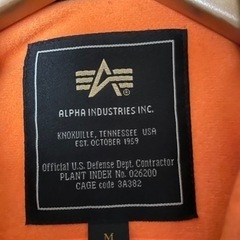 ALPHA INDUSTRIES INC.
KNOXVILLE, TENNESSEE USA
EST. OCTOBER 1959
Official U.S. Defense Dept. Contractor
PLANT INDEX No. 026200
CAGE code 3A382
M